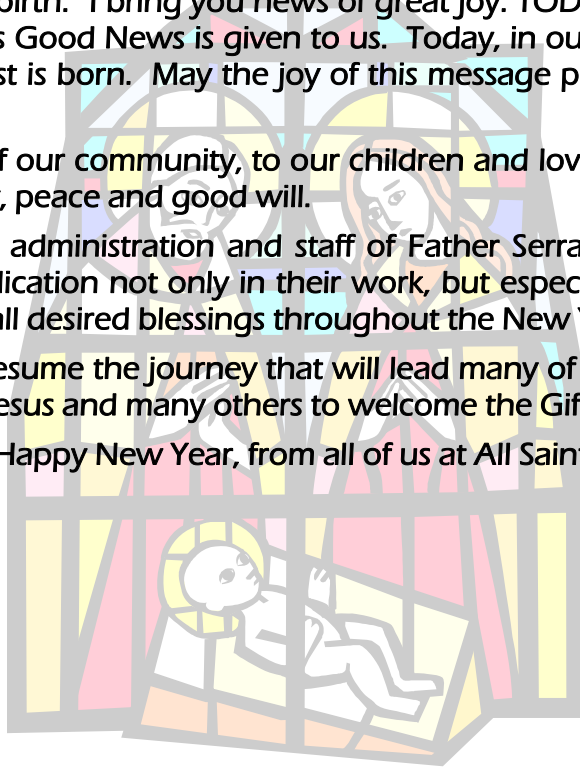 birth. "I bring you news of great joy. TOD
s Good News is given to us. Today, in ou
st is born. May the joy of this message p
f our community, to our children and lov
, peace and good will.
administration and staff of Father Serra
lication not only in their work, but espec
all desired blessings throughout the New Y
esume the journey that will lead many of
esus and many others to welcome the Gif
Happy New Year, from all of us at All Saint